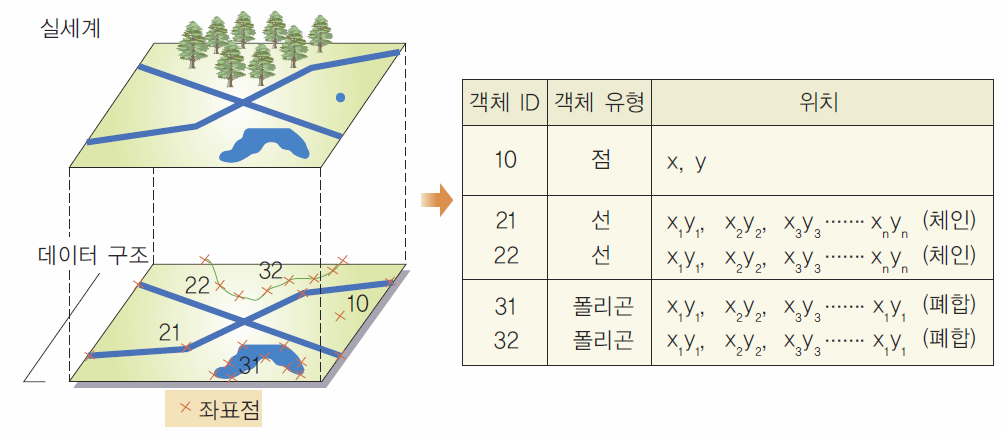 실세계
데이터 구조
32
22
10
21
31
× 좌표점
객체 ID 객체 유형 위치
10 점 x, y
21 선 x₁y₁, x₂y₂, x₃y₃ ······· xₙyₙ (체인)
22 선 x₁y₁, x₂y₂, x₃y₃ ······· xₙyₙ (체인)
31 폴리곤 x₁y₁, x₂y₂, x₃y₃ ······· x₁y₁ (폐합)
32 폴리곤 x₁y₁, x₂y₂, x₃y₃ ······· x₁y₁ (폐합)